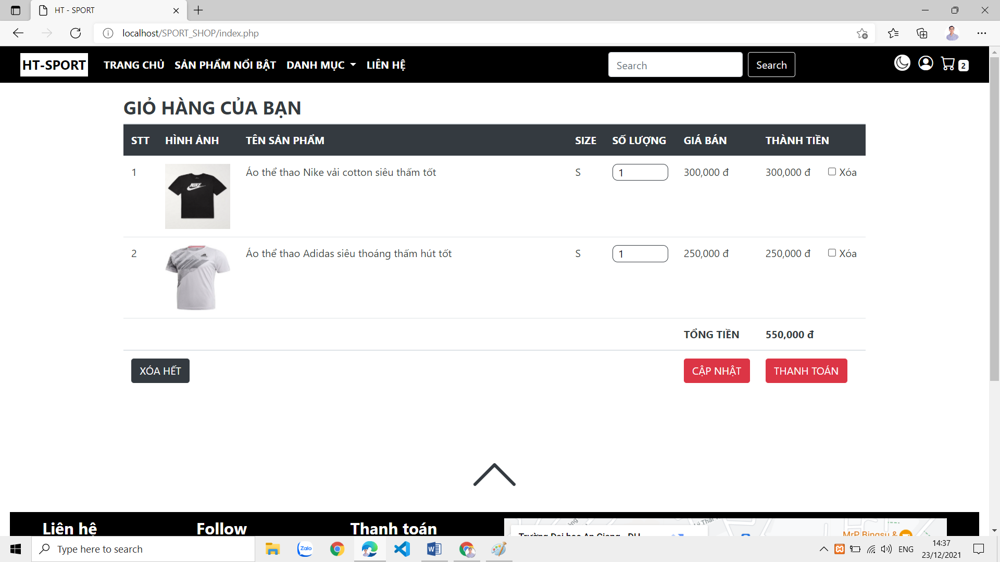 HT - SPORT
localhost/SPORT_SHOP/index.php
HT-SPORT TRANG CHỦ SẢN PHẨM NỔI BẬT DANH MỤC LIÊN HỆ Search Search 2
GIỎ HÀNG CỦA BẠN
STT HÌNH ẢNH TÊN SẢN PHẨM SIZE SỐ LƯỢNG GIÁ BÁN THÀNH TIỀN
1 NIKE Áo thể thao Nike vải cotton siêu thấm tốt S 1 300,000 đ 300,000 đ Xóa
2 Áo thể thao Adidas siêu thoáng thấm hút tốt S 1 250,000 đ 250,000 đ Xóa
TỔNG TIỀN 550,000 đ
XÓA HẾT CẬP NHẬT THANH TOÁN
Liên hệ Follow Thanh toán
Lý Thái
Trường Đại học An Giang - ĐH
MrP Bingsu &
Type here to search Zalo ENG 14:37
23/12/2021